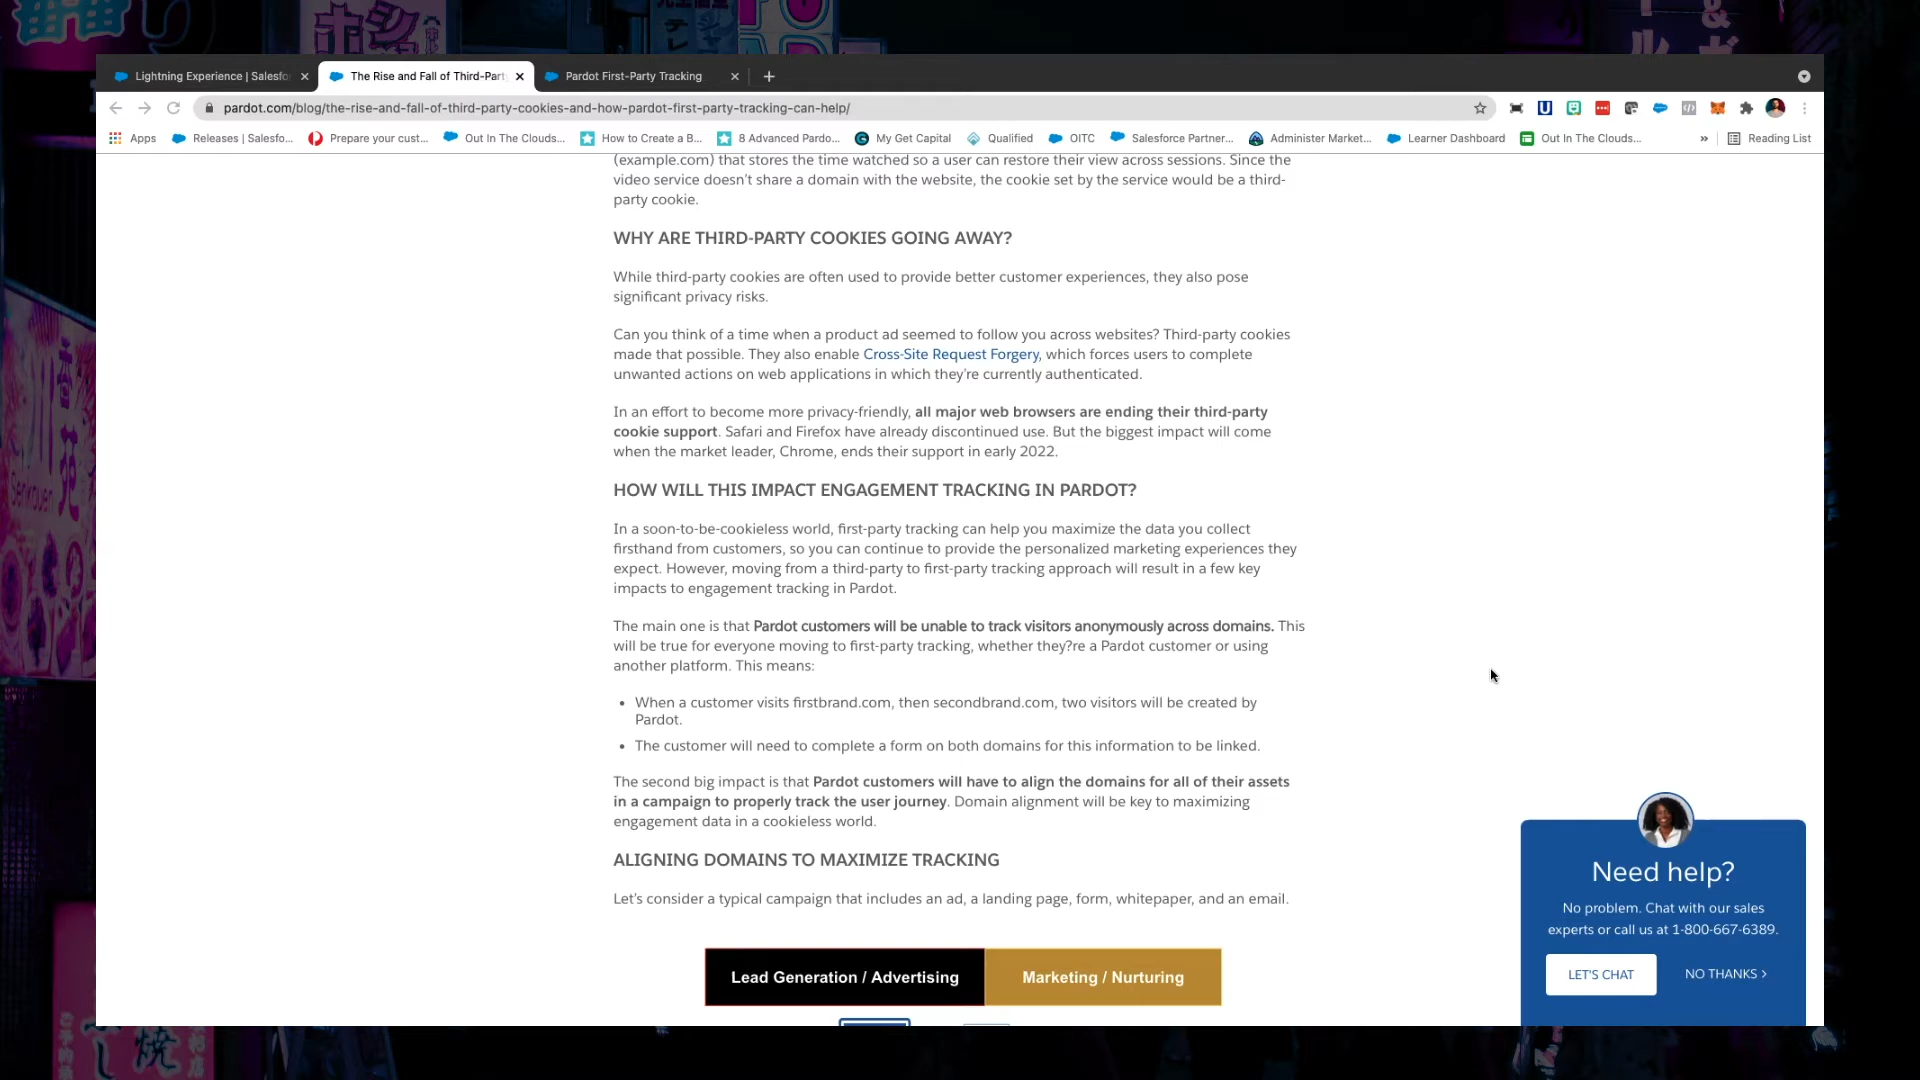 Lightning Experience | Salesfo
The Rise and Fall of Third-Part
Pardot First-Party Tracking
pardot.com/blog/the-rise-and-fall-of-third-party-cookies-and-how-pardot-first-party-tracking-can-help/
Apps
Releases | Salesfo...
Prepare your cust...
Out In The Clouds...
How to Create a B...
8 Advanced Pardo...
My Get Capital
Qualified
OITC
Salesforce Partner...
Administer Market...
Learner Dashboard
Out In The Clouds...
»
Reading List
(example.com) that stores the time watched so a user can restore their view across sessions. Since the
video service doesn't share a domain with the website, the cookie set by the service would be a third-
party cookie.
WHY ARE THIRD-PARTY COOKIES GOING AWAY?
While third-party cookies are often used to provide better customer experiences, they also pose
significant privacy risks.
Can you think of a time when a product ad seemed to follow you across websites? Third-party cookies
made that possible. They also enable Cross-Site Request Forgery, which forces users to complete
unwanted actions on web applications in which they're currently authenticated.
In an effort to become more privacy-friendly, all major web browsers are ending their third-party
cookie support. Safari and Firefox have already discontinued use. But the biggest impact will come
when the market leader, Chrome, ends their support in early 2022.
HOW WILL THIS IMPACT ENGAGEMENT TRACKING IN PARDOT?
In a soon-to-be-cookieless world, first-party tracking can help you maximize the data you collect
firsthand from customers, so you can continue to provide the personalized marketing experiences they
expect. However, moving from a third-party to first-party tracking approach will result in a few key
impacts to engagement tracking in Pardot.
The main one is that Pardot customers will be unable to track visitors anonymously across domains. This
will be true for everyone moving to first-party tracking, whether they?re a Pardot customer or using
another platform. This means:
• When a customer visits firstbrand.com, then secondbrand.com, two visitors will be created by
Pardot.
• The customer will need to complete a form on both domains for this information to be linked.
The second big impact is that Pardot customers will have to align the domains for all of their assets
in a campaign to properly track the user journey. Domain alignment will be key to maximizing
engagement data in a cookieless world.
ALIGNING DOMAINS TO MAXIMIZE TRACKING
Let's consider a typical campaign that includes an ad, a landing page, form, whitepaper, and an email.
Lead Generation / Advertising
Marketing / Nurturing
Need help?
No problem. Chat with our sales
experts or call us at 1-800-667-6389.
LET'S CHAT
NO THANKS >